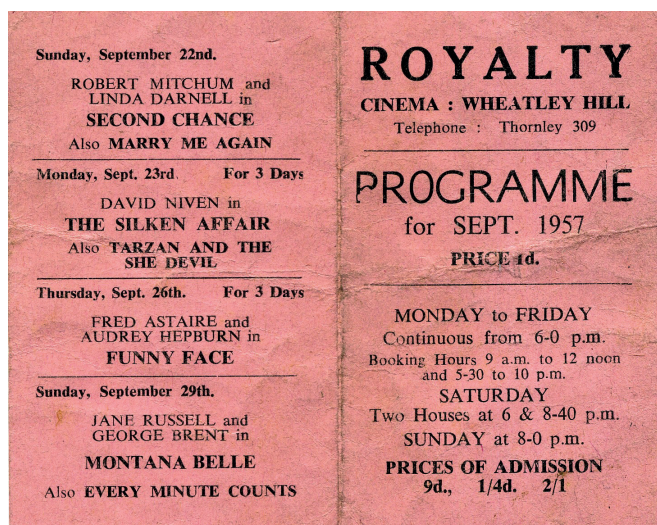 Sunday, September 22nd.
ROBERT MITCHUM and
LINDA DARNELL in
SECOND CHANCE
Also MARRY ME AGAIN
Monday, Sept. 23rd. For 3 Days
DAVID NIVEN in
THE SILKEN AFFAIR
Also TARZAN AND THE
SHE DEVIL
Thursday, Sept. 26th. For 3 Days
FRED ASTAIRE and
AUDREY HEPBURN in
FUNNY FACE
Sunday, September 29th.
JANE RUSSELL and
GEORGE BRENT in
MONTANA BELLE
Also EVERY MINUTE COUNTS
ROYALTY
CINEMA : WHEATLEY HILL
Telephone : Thornley 309
PROGRAMME
for SEPT. 1957
PRICE 1d.
MONDAY to FRIDAY
Continuous from 6-0 p.m.
Booking Hours 9 a.m. to 12 noon
and 5-30 to 10 p.m.
SATURDAY
Two Houses at 6 & 8-40 p.m.
SUNDAY at 8-0 p.m.
PRICES OF ADMISSION
9d., 1/4d. 2/1